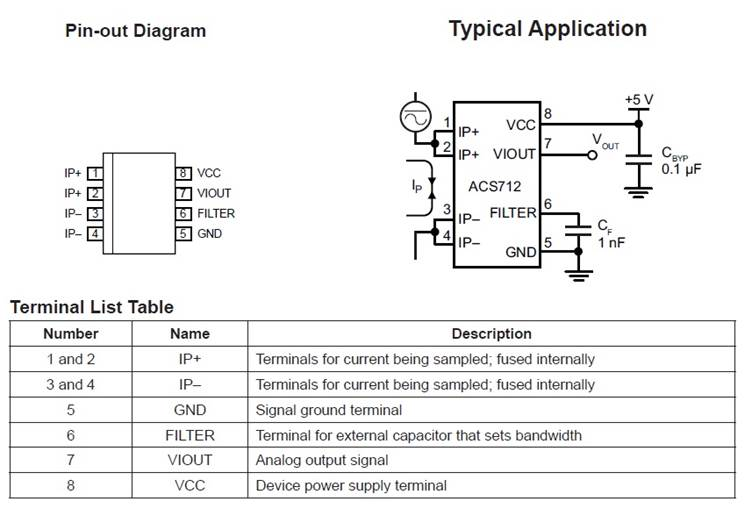 Pin-out Diagram
Typical Application
IP+ 1
IP+ 2
IP– 3
IP– 4
8 VCC
7 VIOUT
6 FILTER
5 GND
+5 V
1
2
3
4
IP+
IP+
IP–
IP–
IP
ACS712
VCC
VIOUT
FILTER
GND
8
7
6
5
VOUT
CBYP
0.1 µF
CF
1 nF
Terminal List Table
Number Name Description
1 and 2 IP+ Terminals for current being sampled; fused internally
3 and 4 IP– Terminals for current being sampled; fused internally
5 GND Signal ground terminal
6 FILTER Terminal for external capacitor that sets bandwidth
7 VIOUT Analog output signal
8 VCC Device power supply terminal